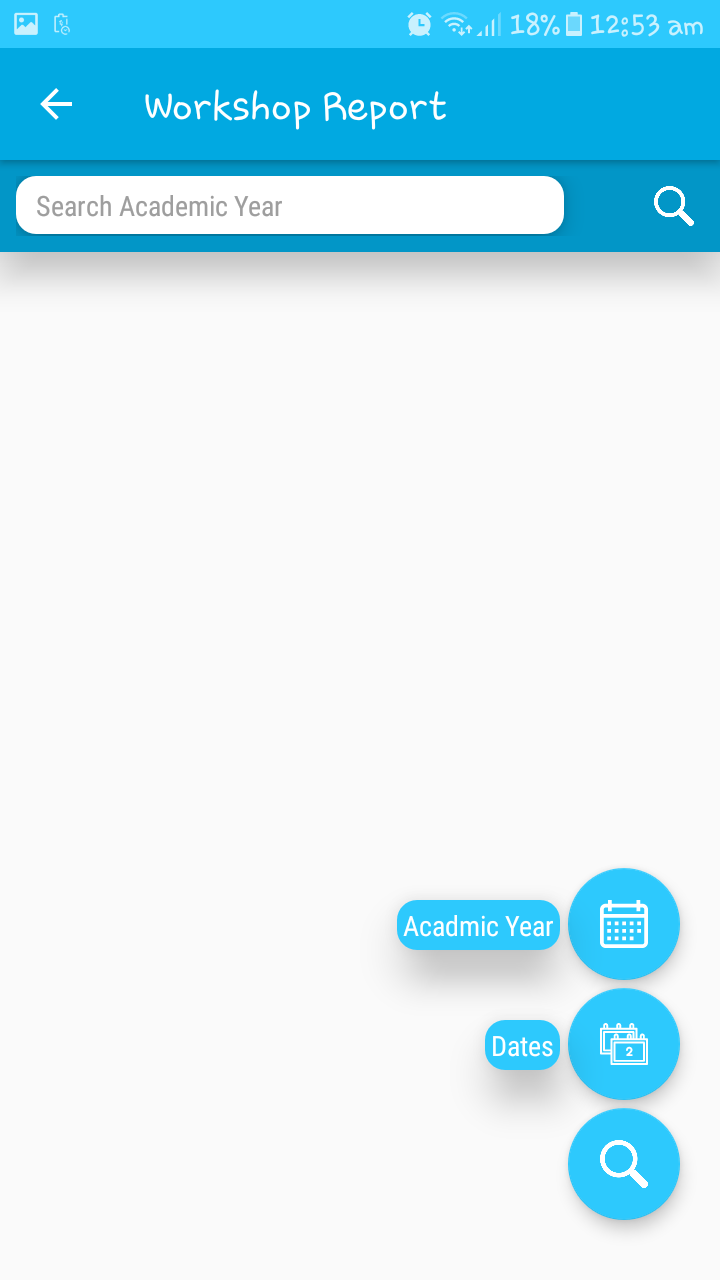 18% 12:53 am
Workshop Report
Search Academic Year
Acadmic Year
Dates
2